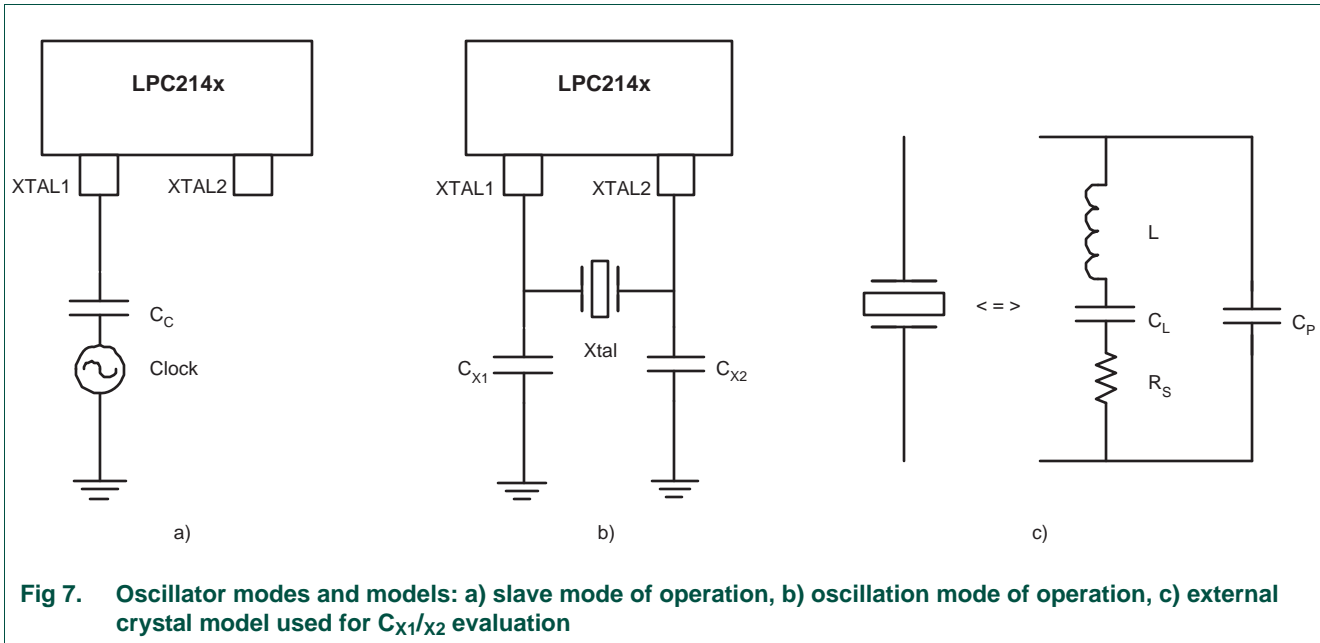 LPC214x
LPC214x
XTAL1
XTAL2
XTAL1
XTAL2
C_C
Clock
C_X1
Xtal
C_X2
< = >
L
C_L
R_S
C_P
a)
b)
c)
Fig 7. Oscillator modes and models: a) slave mode of operation, b) oscillation mode of operation, c) external
crystal model used for C_X1/X2 evaluation